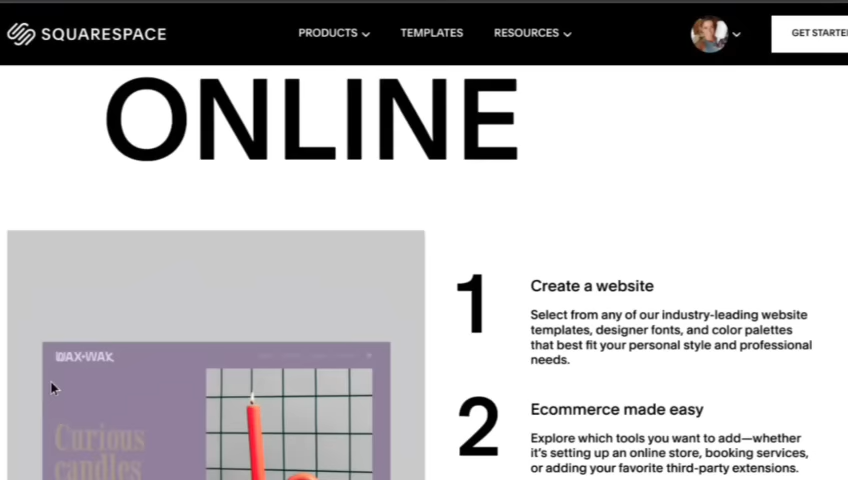 SQUARESPACE
PRODUCTS
TEMPLATES
RESOURCES
ONLINE
1
Create a website
Select from any of our industry-leading website
templates, designer fonts, and color palettes
that best fit your personal style and professional
needs.
WAX-WAX
Curious
candles
2
Ecommerce made easy
Explore which tools you want to add—whether
it's setting up an online store, booking services,
or adding your favorite third-party extensions.